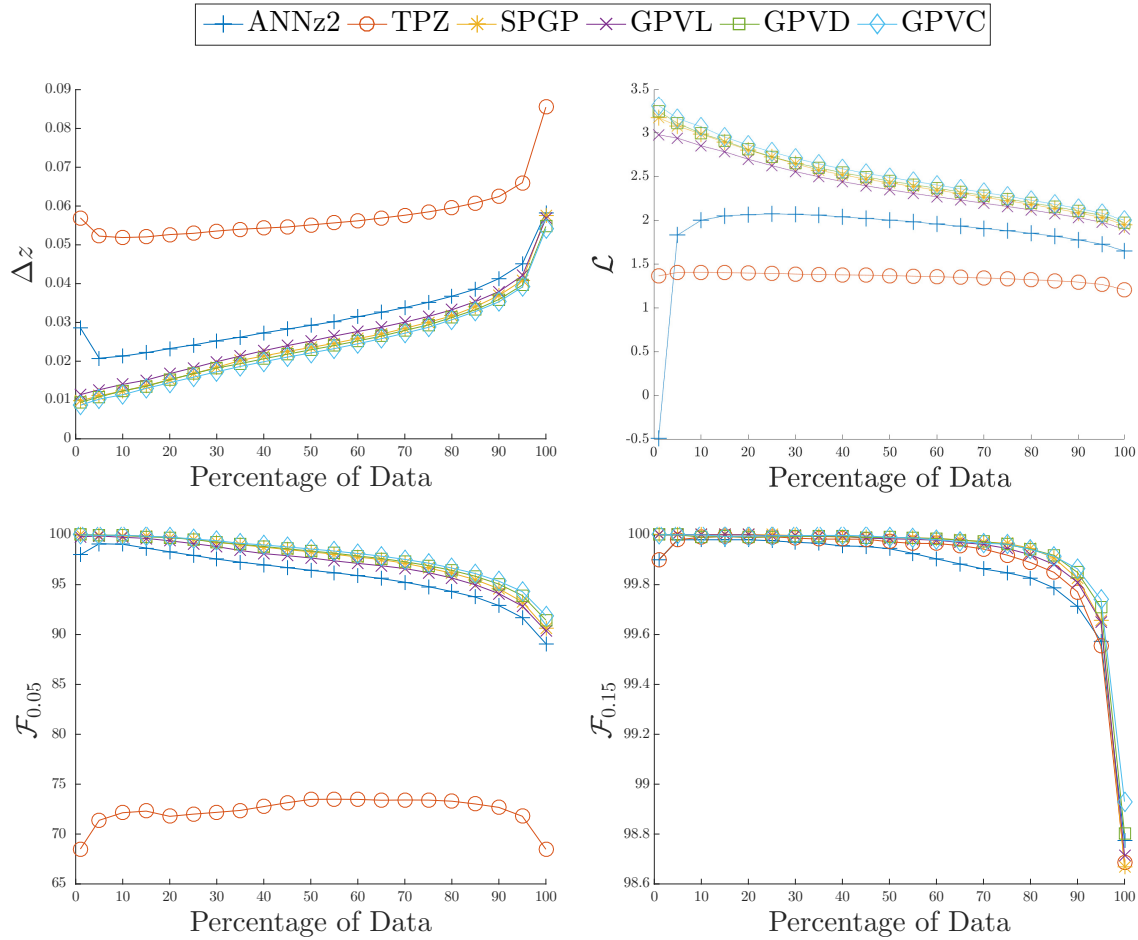 ANNz2 TPZ SPGP GPVL GPVD GPVC
0.09
0.08
0.07
0.06
0.05
0.04
0.03
0.02
0.01
0
Δz
0 10 20 30 40 50 60 70 80 90 100
Percentage of Data
3.5
3
2.5
2
1.5
1
0.5
0
-0.5
ℒ
0 10 20 30 40 50 60 70 80 90 100
Percentage of Data
100
95
90
85
80
75
70
65
ℱ0.05
0 10 20 30 40 50 60 70 80 90 100
Percentage of Data
100
99.8
99.6
99.4
99.2
99
98.8
98.6
ℱ0.15
0 10 20 30 40 50 60 70 80 90 100
Percentage of Data